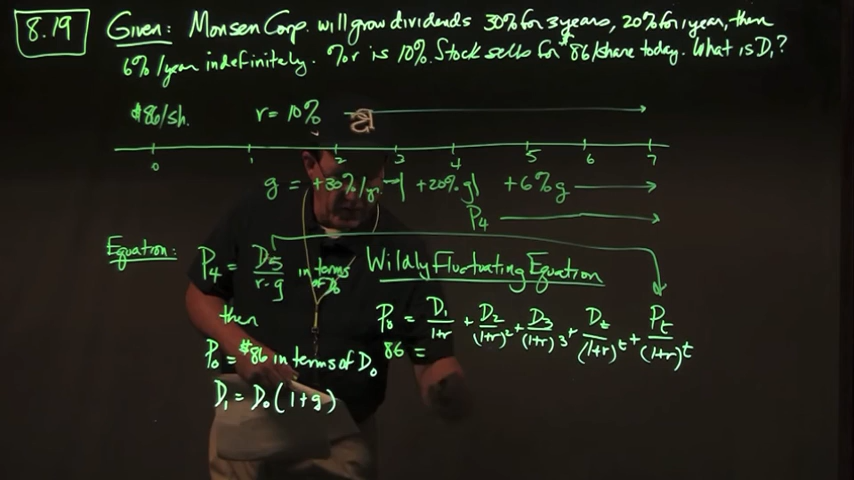 8.19 Given: Monsen Corp. will grow dividends 30% for 3 years, 20% for 1 year, then
6%/year indefinitely. r is 10%. Stock sells for $86/share today. What is D₁?
$86/sh. r = 10%
0 1 2 3 4 5 6 7
g = +30%/yr. +20% g +6% g
P₄
Equation: P₄ = D5/r-g in terms of D₀ Wildly Fluctuating Equation
then P₀ = D₁/1+r + D₂/(1+r)² + D₃/(1+r)3 + Dt/(1+r)t + Pt/(1+r)t
P₀ = $86 in terms of D₀ 86 =
D₁ = D₀(1+g)